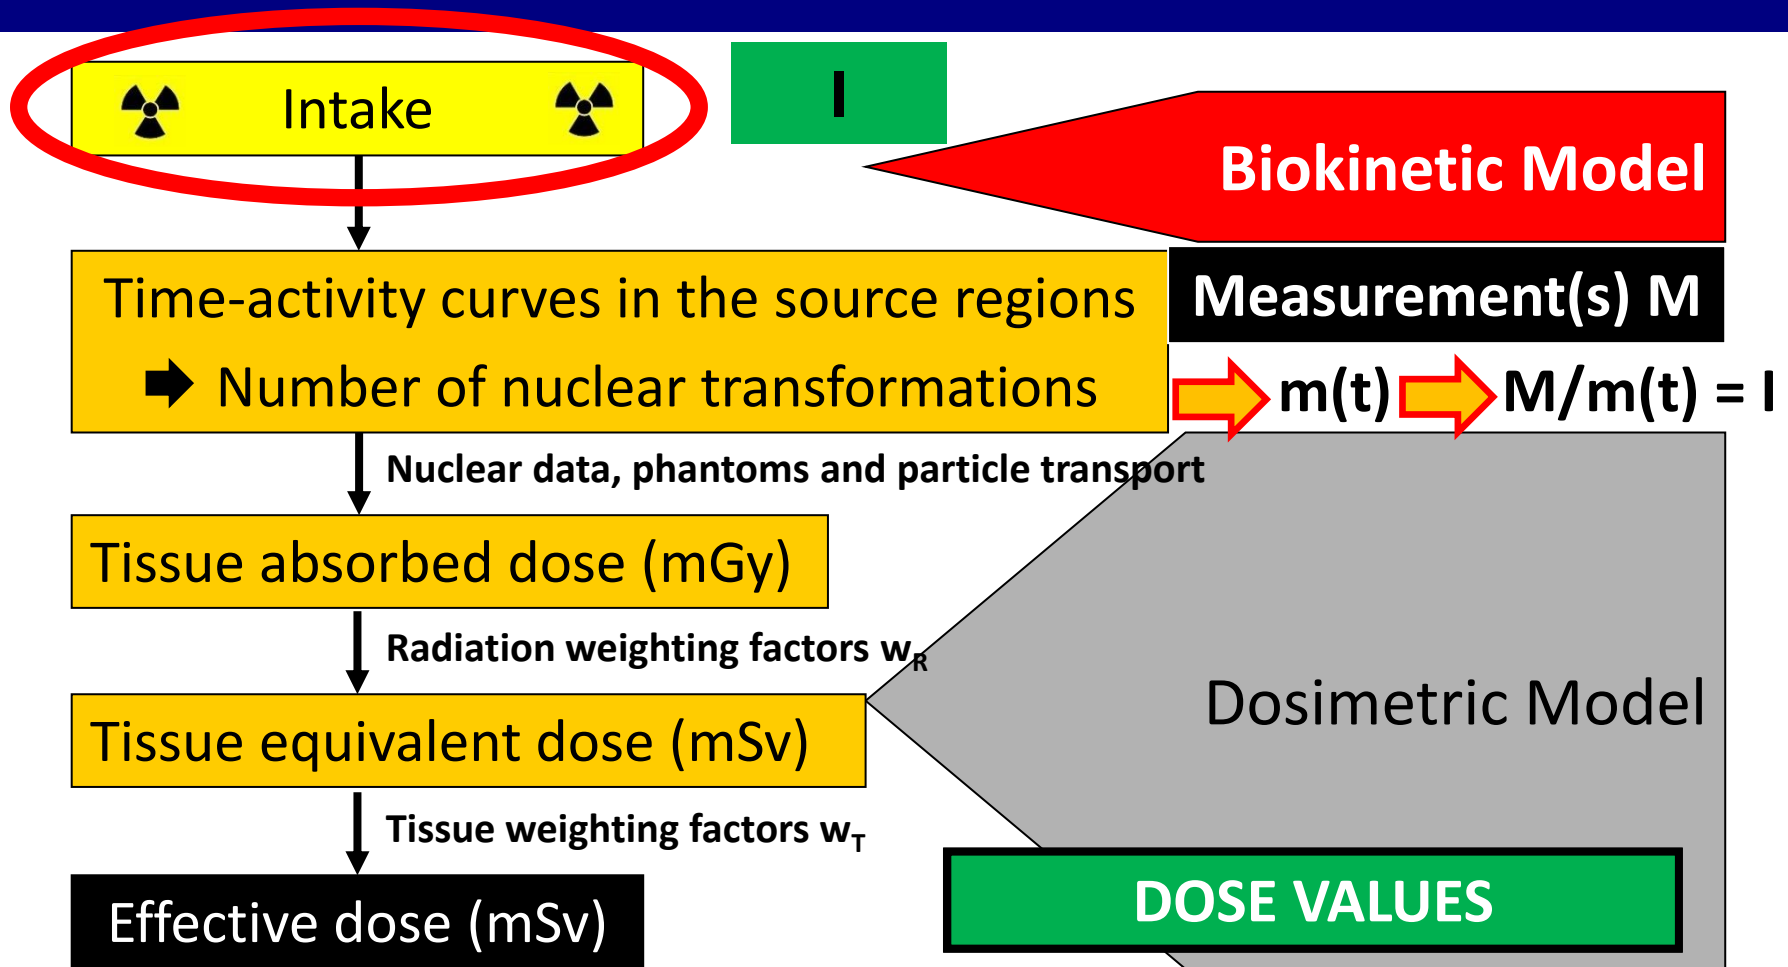 Intake
I
Biokinetic Model
Time-activity curves in the source regions
Measurement(s) M
Number of nuclear transformations
m(t)
M/m(t) = I
Nuclear data, phantoms and particle transport
Tissue absorbed dose (mGy)
Radiation weighting factors wR
Dosimetric Model
Tissue equivalent dose (mSv)
Tissue weighting factors wT
DOSE VALUES
Effective dose (mSv)